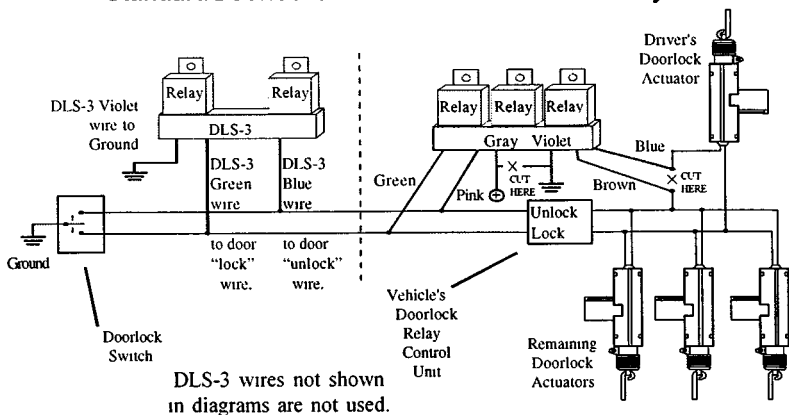 Driver's
Doorlock
Actuator
Relay
Relay
Relay
Relay
Relay
DLS-3 Violet
wire to
Ground
DLS-3
Gray Violet
Blue
DLS-3
Green
wire
DLS-3
Blue
wire
Green
Pink
X CUT
HERE
Brown
X CUT
HERE
Unlock
Lock
Ground
to door
"lock"
wire.
to door
"unlock"
wire.
Doorlock
Switch
Vehicle's
Doorlock
Relay
Control
Unit
Remaining
Doorlock
Actuators
DLS-3 wires not shown
in diagrams are not used.